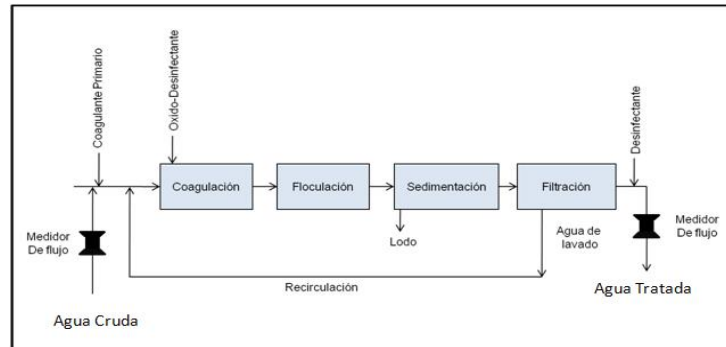 Coagulante Primario
Oxido-Desinfectante
Desinfectante
Coagulación
Floculación
Sedimentación
Filtración
Medidor
De flujo
Lodo
Agua de
lavado
Medidor
De flujo
Recirculación
Agua Cruda
Agua Tratada